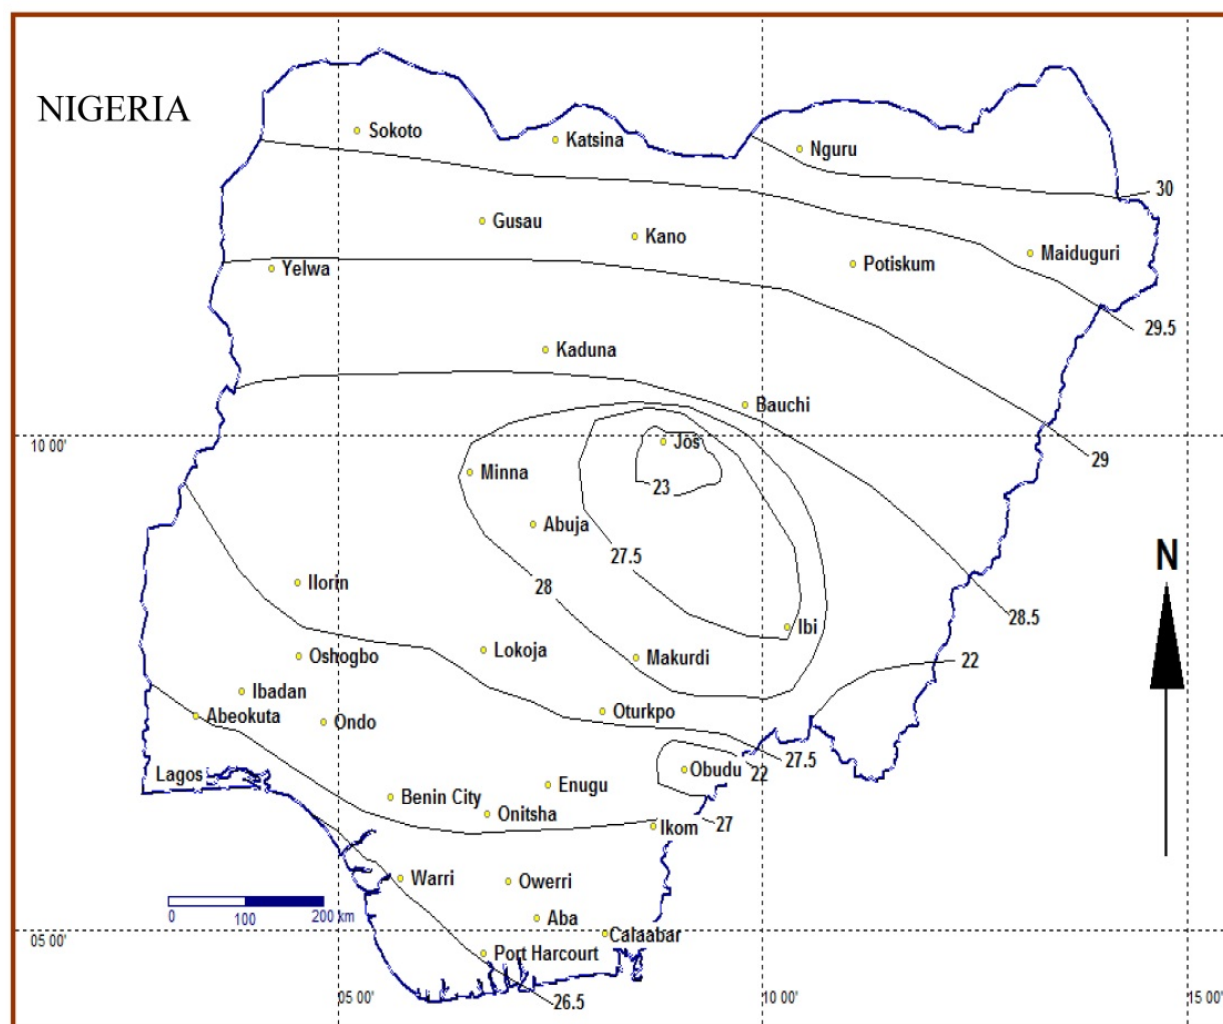 NIGERIA
Sokoto
Katsina
Nguru
30
Gusau
Kano
Maiduguri
Potiskum
Yelwa
29.5
Kaduna
Bauchi
10 00'
Jos
29
Minna
23
Abuja
27.5
N
Ilorin
28
28.5
Ibi
Lokoja
Oshogbo
Makurdi
22
Ibadan
Abeokuta
Oturkpo
Ondo
27.5
Lagos
Obudu
22
Enugu
Benin City
Onitsha
27
Ikom
Warri
Owerri
0 100 200 km
Aba
Calaabar
05 00'
Port Harcourt
05 00'
26.5
10 00'
15 00'